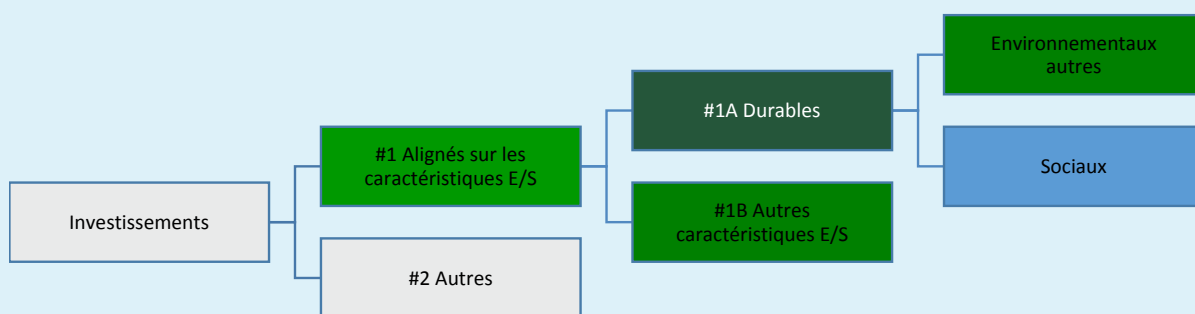 Investissements
#1 Alignés sur les
caractéristiques E/S
#2 Autres
#1A Durables
#1B Autres
caractéristiques E/S
Environnementaux
autres
Sociaux